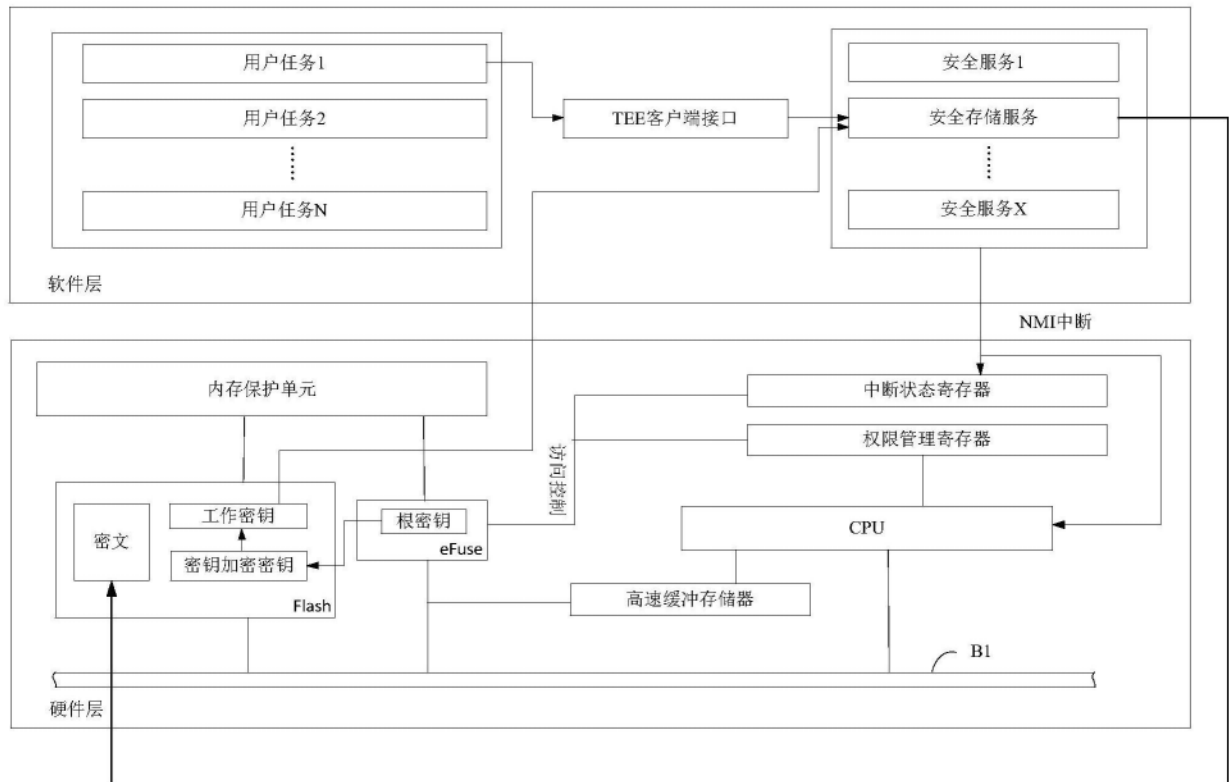 用户任务1
用户任务2
用户任务N
TEE客户端接口
安全服务1
安全存储服务
安全服务X
软件层
NMI中断
内存保护单元
中断状态寄存器
权限管理寄存器
访问控制
工作密钥
根密钥
eFuse
密文
密钥加密密钥
Flash
CPU
高速缓冲存储器
B1
硬件层